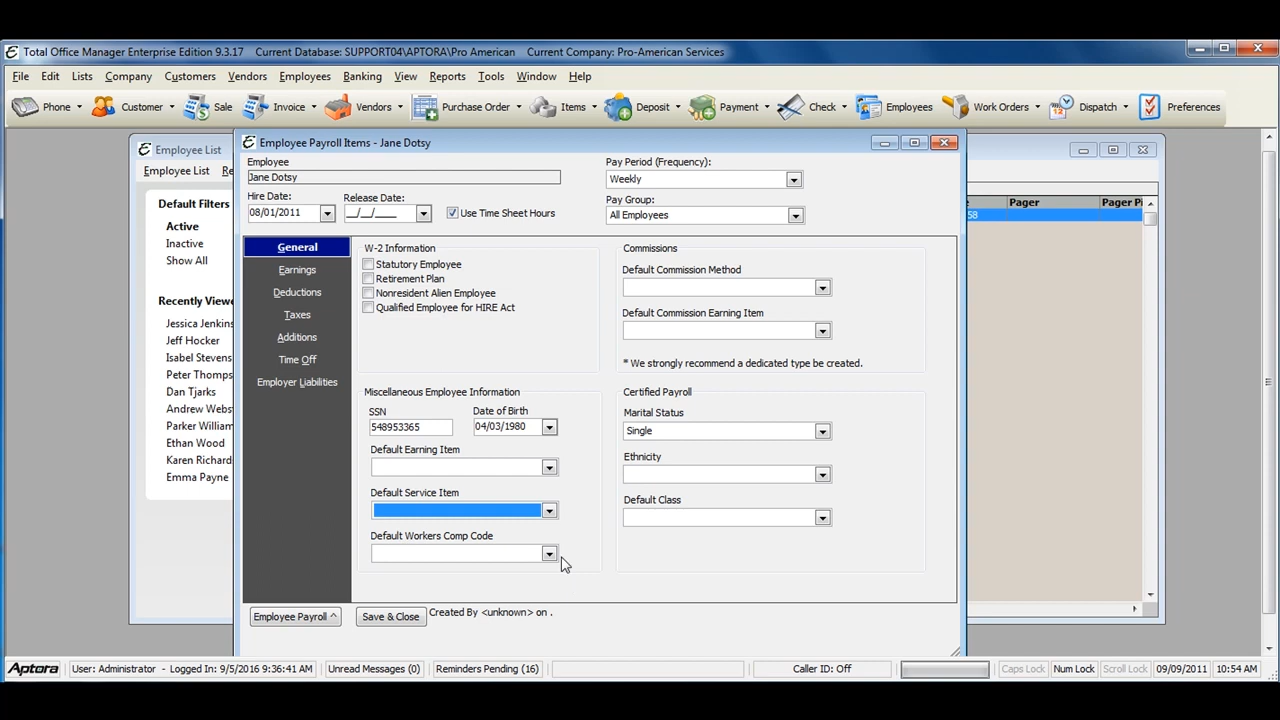 Total Office Manager Enterprise Edition 9.3.17 Current Database: SUPPORT04\APTORA\Pro American Current Company: Pro-American Services
File Edit Lists Company Customers Vendors Employees Banking View Reports Tools Window Help
Phone Customer Sale Invoice Vendors Purchase Order Items Deposit Payment Check Employees Work Orders Dispatch Preferences
Employee List
Employee List
Default Filters
Active
Inactive
Show All
Recently Viewe
Jessica Jenkins
Jeff Hocker
Isabel Stevens
Peter Thomps
Dan Tjarks
Andrew Webs
Parker William
Ethan Wood
Karen Richards
Emma Payne
Employee Payroll Items - Jane Dotsy
Employee
Jane Dotsy
Hire Date:
08/01/2011
Release Date:
__/__/____
Use Time Sheet Hours
Pay Period (Frequency):
Weekly
Pay Group:
All Employees
General
Earnings
Deductions
Taxes
Additions
Time Off
Employer Liabilities
W-2 Information
Statutory Employee
Retirement Plan
Nonresident Alien Employee
Qualified Employee for HIRE Act
Commissions
Default Commission Method
Default Commission Earning Item
* We strongly recommend a dedicated type be created.
Miscellaneous Employee Information
SSN
548953365
Date of Birth
04/03/1980
Default Earning Item
Default Service Item
Default Workers Comp Code
Certified Payroll
Marital Status
Single
Ethnicity
Default Class
Employee Payroll ^ Save & Close Created By <unknown> on .
Pager Pager Pi
58
Aptora User: Administrator - Logged In: 9/5/2016 9:36:41 AM Unread Messages (0) Reminders Pending (16) Caller ID: Off Caps Lock Num Lock Scroll Lock 09/09/2011 10:54 AM